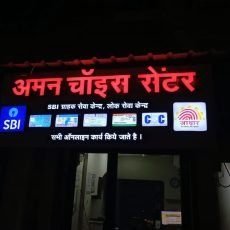 अमन चॉइस सेंटर
SBI ग्राहक सेवा केन्द्र, लोक सेवा केन्द्र
SBI
CSC
आधार
सभी ऑनलाइन कार्य किये जाते है ।